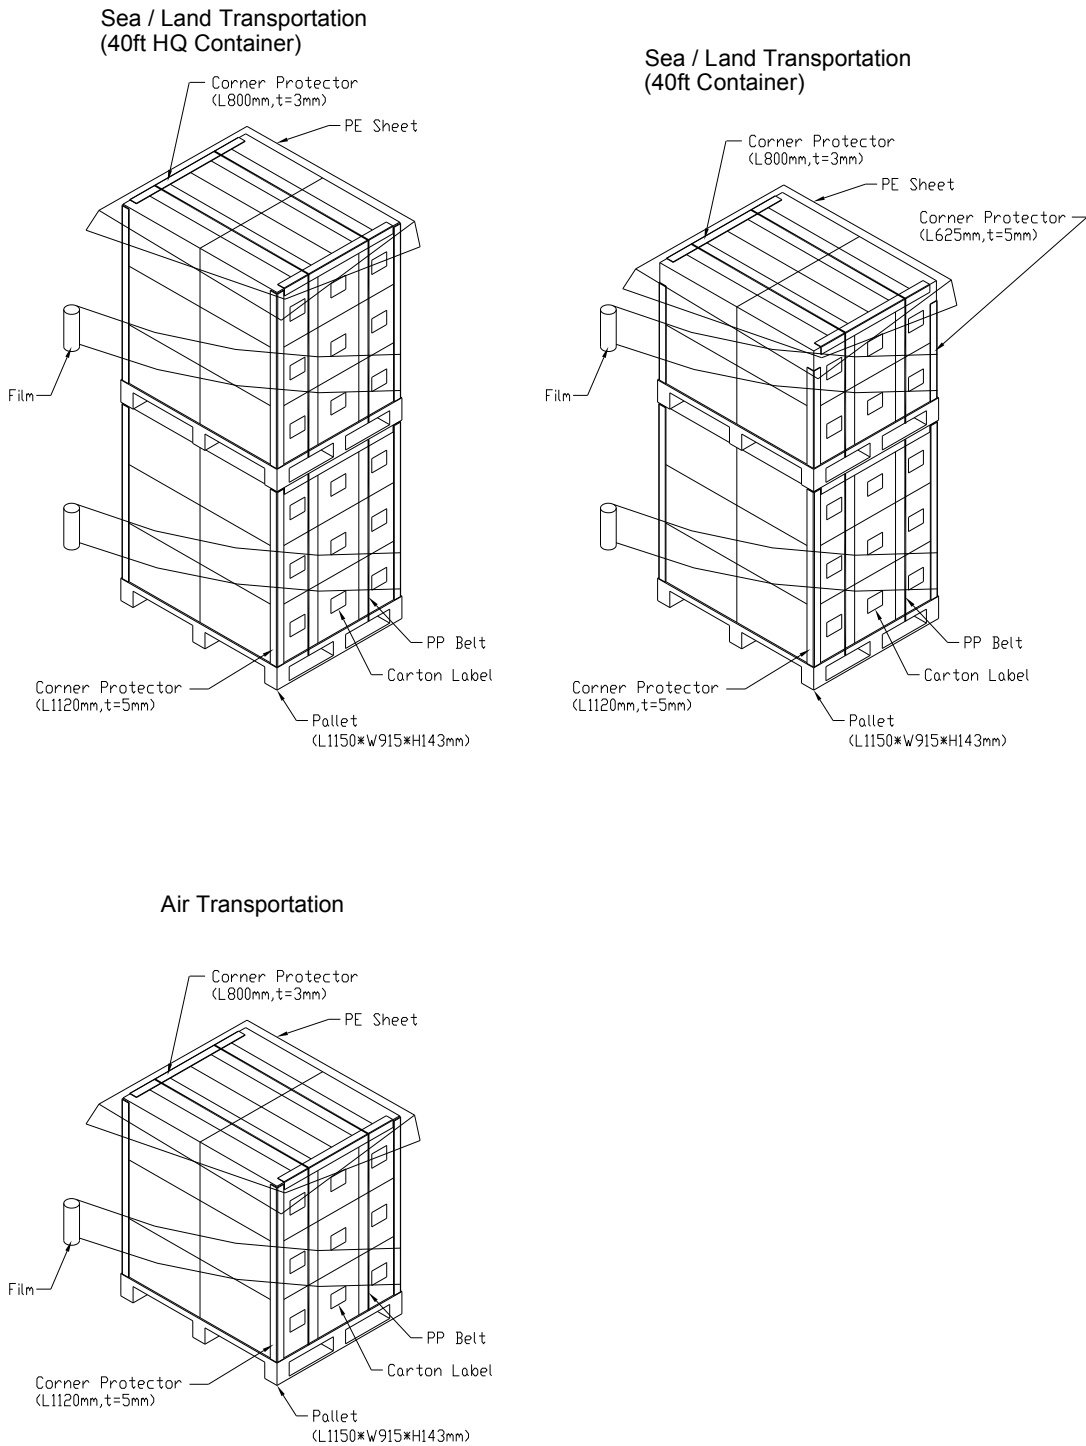 Sea / Land Transportation
(40ft HQ Container)
Corner Protector
(L800mm,t=3mm)
PE Sheet
Film
PP Belt
Carton Label
Corner Protector
(L1120mm,t=5mm)
Pallet
(L1150*W915*H143mm)
Sea / Land Transportation
(40ft Container)
Corner Protector
(L800mm,t=3mm)
PE Sheet
Corner Protector
(L625mm,t=5mm)
Film
PP Belt
Carton Label
Corner Protector
(L1120mm,t=5mm)
Pallet
(L1150*W915*H143mm)
Air Transportation
Corner Protector
(L800mm,t=3mm)
PE Sheet
Film
PP Belt
Carton Label
Corner Protector
(L1120mm,t=5mm)
Pallet
(L1150*W915*H143mm)